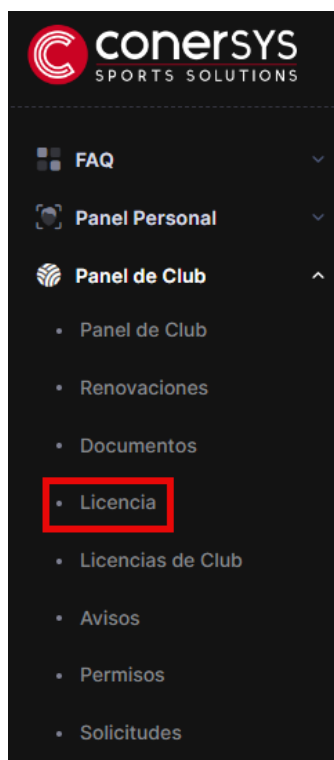 conersys
SPORTS SOLUTIONS
FAQ
Panel Personal
Panel de Club
Panel de Club
Renovaciones
Documentos
Licencia
Licencias de Club
Avisos
Permisos
Solicitudes